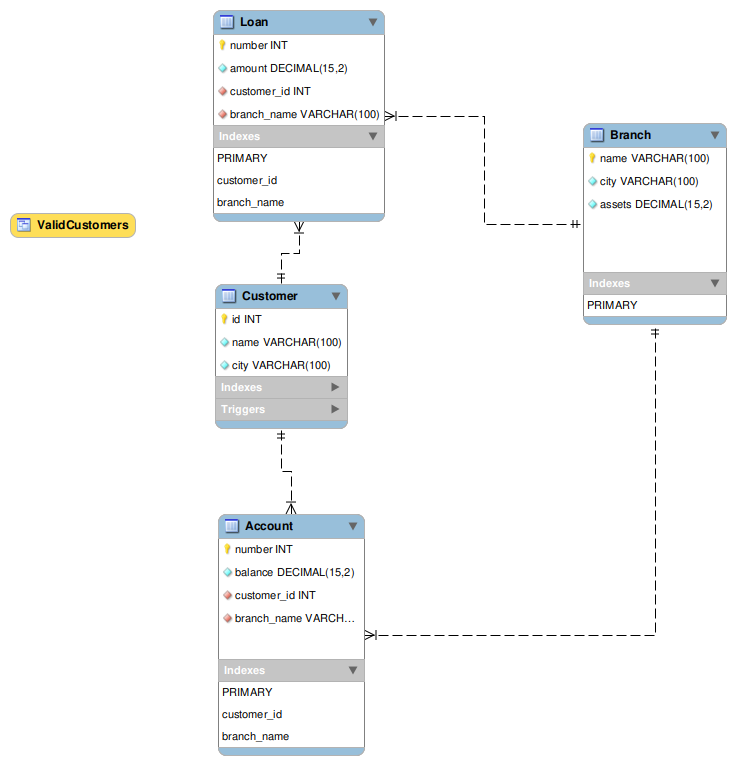 Loan
number INT
amount DECIMAL(15,2)
customer_id INT
branch_name VARCHAR(100)
Indexes
PRIMARY
customer_id
branch_name
Branch
name VARCHAR(100)
city VARCHAR(100)
assets DECIMAL(15,2)
Indexes
PRIMARY
ValidCustomers
Customer
id INT
name VARCHAR(100)
city VARCHAR(100)
Indexes
Triggers
Account
number INT
balance DECIMAL(15,2)
customer_id INT
branch_name VARCH...
Indexes
PRIMARY
customer_id
branch_name